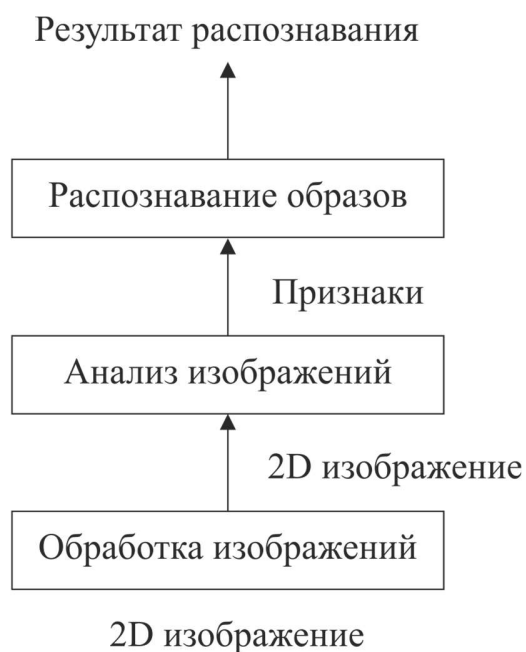 Результат распознавания
Распознавание образов
Признаки
Анализ изображений
2D изображение
Обработка изображений
2D изображение